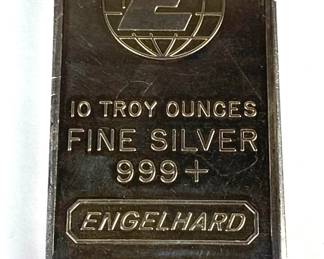 E
10 TROY OUNCES
FINE SILVER
999+
ENGELHARD